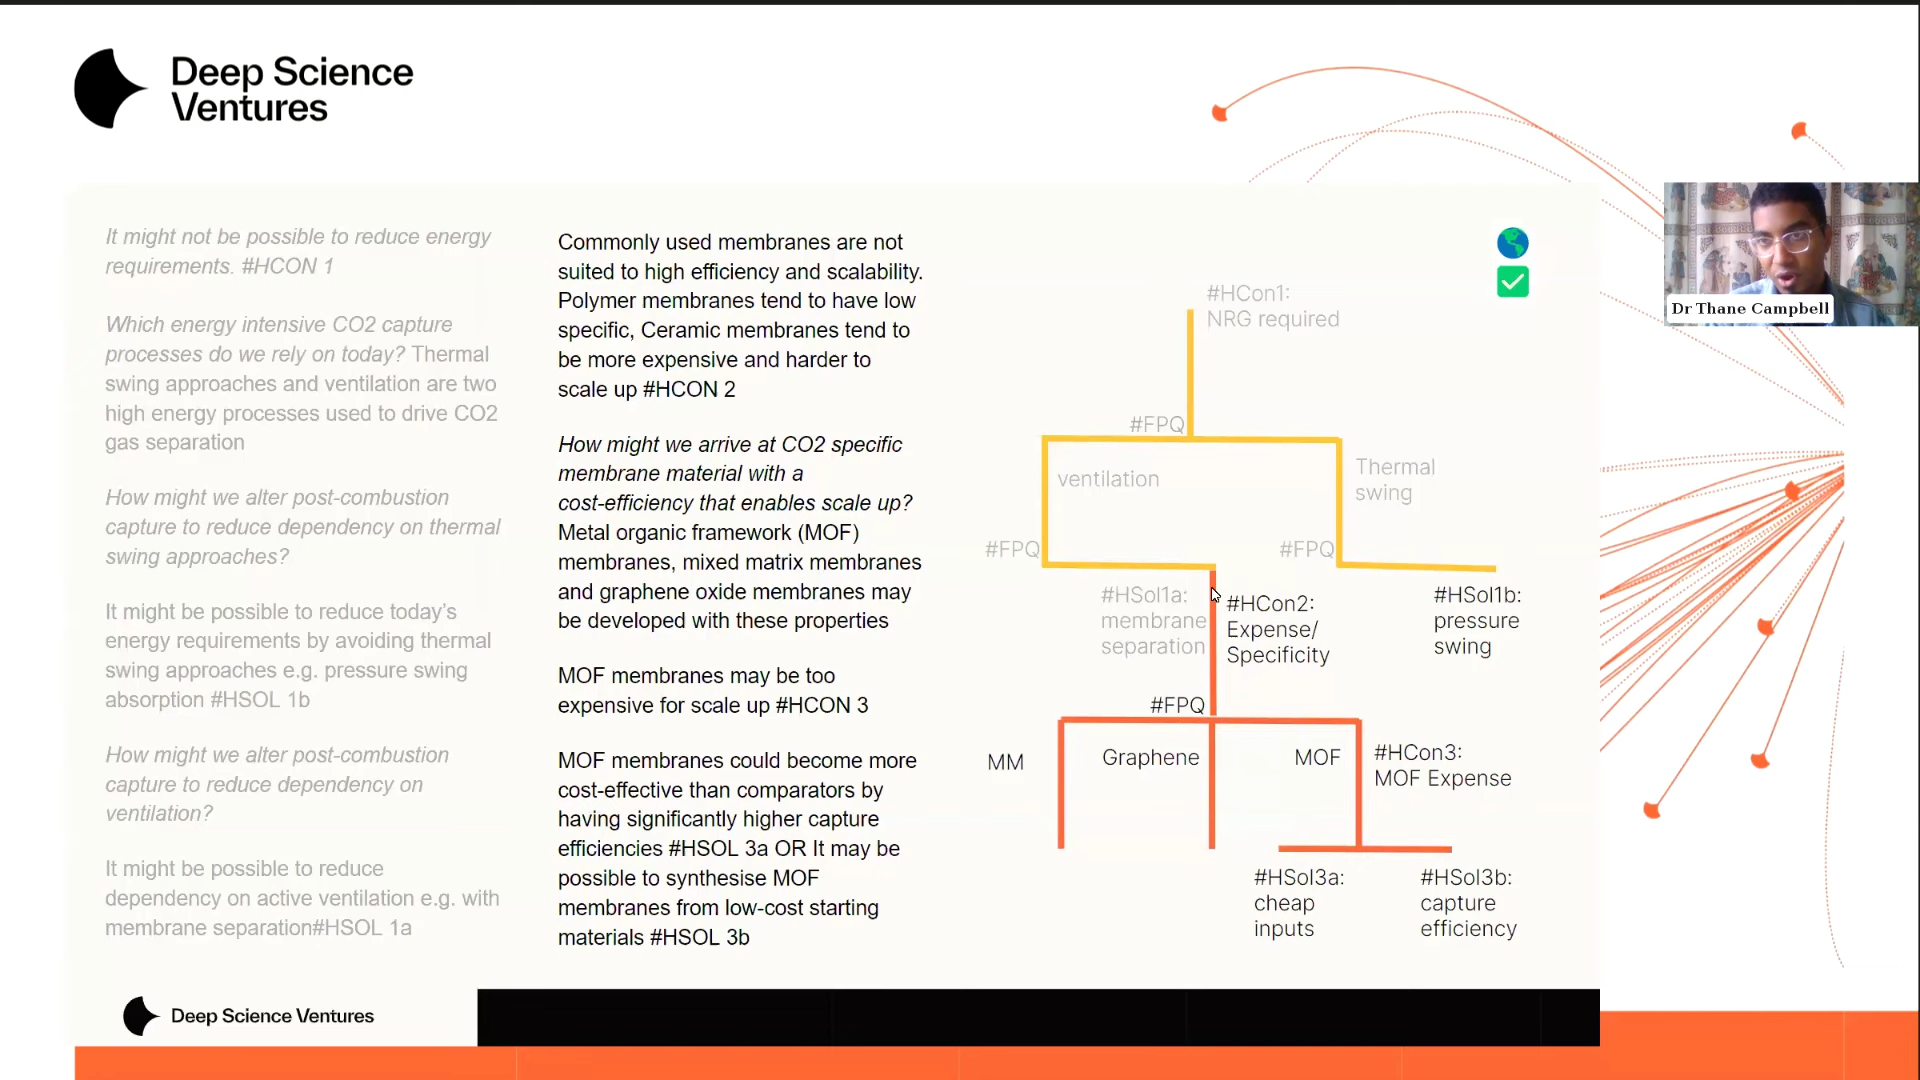 Deep Science
Ventures
It might not be possible to reduce energy
requirements. #HCON 1
Which energy intensive CO2 capture
processes do we rely on today? Thermal
swing approaches and ventilation are two
high energy processes used to drive CO2
gas separation
How might we alter post-combustion
capture to reduce dependency on thermal
swing approaches?
It might be possible to reduce today's
energy requirements by avoiding thermal
swing approaches e.g. pressure swing
absorption #HSOL 1b
How might we alter post-combustion
capture to reduce dependency on
ventilation?
It might be possible to reduce
dependency on active ventilation e.g. with
membrane separation#HSOL 1a
Commonly used membranes are not
suited to high efficiency and scalability.
Polymer membranes tend to have low
specific, Ceramic membranes tend to
be more expensive and harder to
scale up #HCON 2
How might we arrive at CO2 specific
membrane material with a
cost-efficiency that enables scale up?
Metal organic framework (MOF)
membranes, mixed matrix membranes
and graphene oxide membranes may
be developed with these properties
MOF membranes may be too
expensive for scale up #HCON 3
MOF membranes could become more
cost-effective than comparators by
having significantly higher capture
efficiencies #HSOL 3a OR It may be
possible to synthesise MOF
membranes from low-cost starting
materials #HSOL 3b
#HCon1:
NRG required
#FPQ
ventilation
Thermal
swing
#FPQ
#FPQ
#HSol1a:
membrane
separation
#HCon2:
Expense/
Specificity
#HSol1b:
pressure
swing
#FPQ
MM
Graphene
MOF
#HCon3:
MOF Expense
#HSol3a:
cheap
inputs
#HSol3b:
capture
efficiency
Dr Thane Campbell
Deep Science Ventures